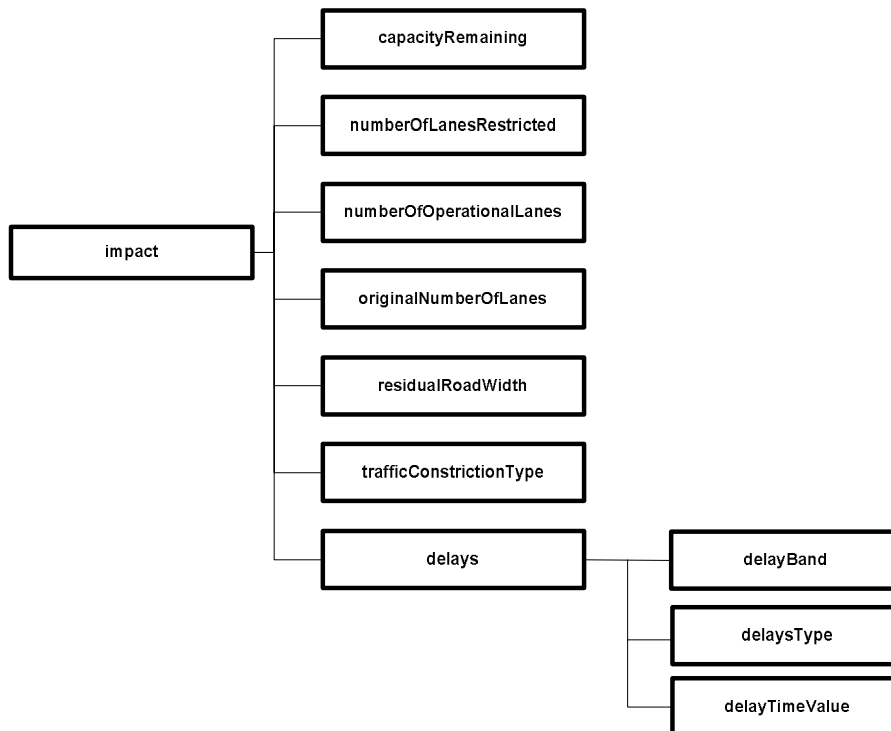 capacityRemaining
numberOfLanesRestricted
numberOfOperationalLanes
impact
originalNumberOfLanes
residualRoadWidth
trafficConstrictionType
delays
delayBand
delaysType
delayTimeValue